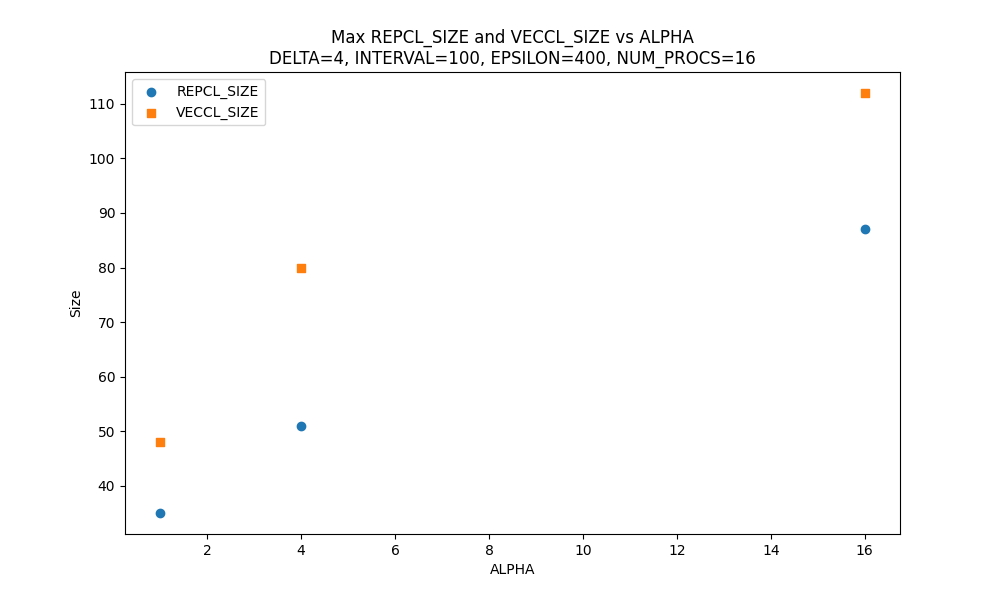 Max REPCL_SIZE and VECCL_SIZE vs ALPHA
DELTA=4, INTERVAL=100, EPSILON=400, NUM_PROCS=16
REPCL_SIZE
VECCL_SIZE
110
100
90
80
70
60
50
40
Size
2
4
6
8
10
12
14
16
ALPHA